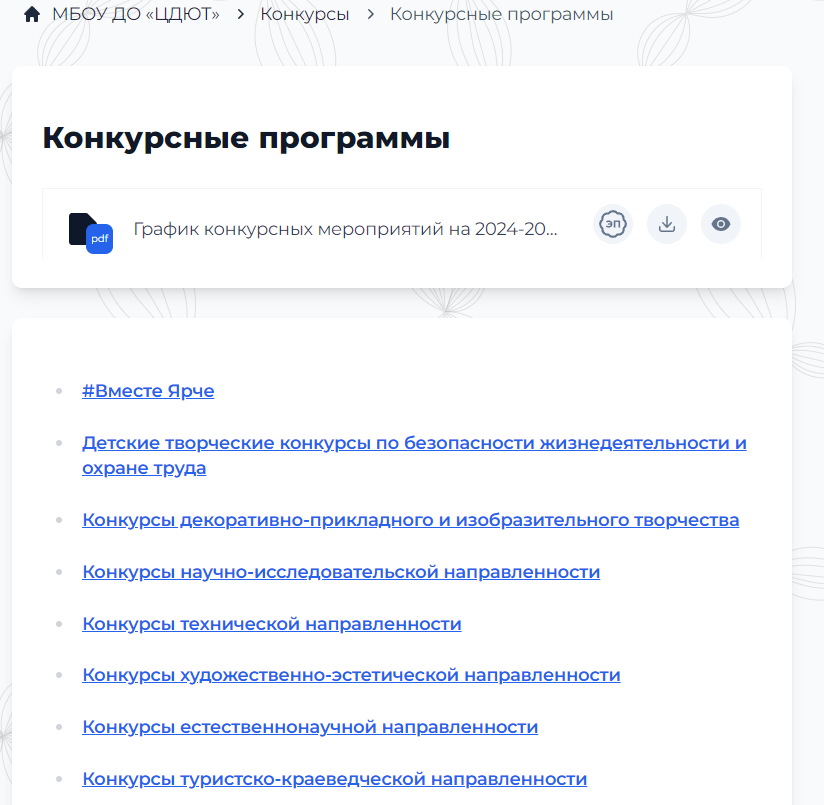 МБОУ ДО «ЦДЮТ» > Конкурсы > Конкурсные программы
Конкурсные программы
pdf
График конкурсных мероприятий на 2024-20...
ЭП
#Вместе Ярче
Детские творческие конкурсы по безопасности жизнедеятельности и
охране труда
Конкурсы декоративно-прикладного и изобразительного творчества
Конкурсы научно-исследовательской направленности
Конкурсы технической направленности
Конкурсы художественно-эстетической направленности
Конкурсы естественнонаучной направленности
Конкурсы туристско-краеведческой направленности